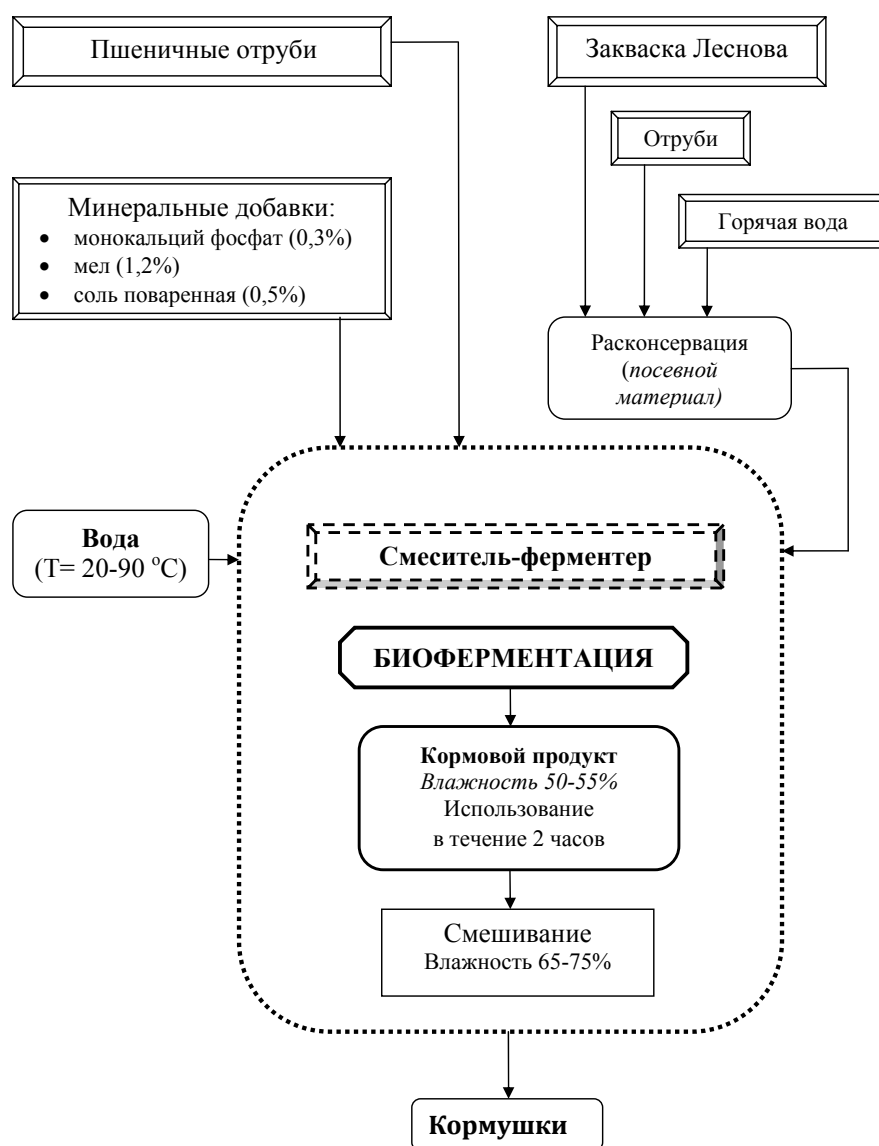 Пшеничные отруби
Закваска Леснова
Отруби
Горячая вода
Минеральные добавки:
• монокальций фосфат (0,3%)
• мел (1,2%)
• соль поваренная (0,5%)
Расконсервация
(посевной
материал)
Вода
(Т= 20-90 °С)
Смеситель-ферментер
БИОФЕРМЕНТАЦИЯ
Кормовой продукт
Влажность 50-55%
Использование
в течение 2 часов
Смешивание
Влажность 65-75%
Кормушки